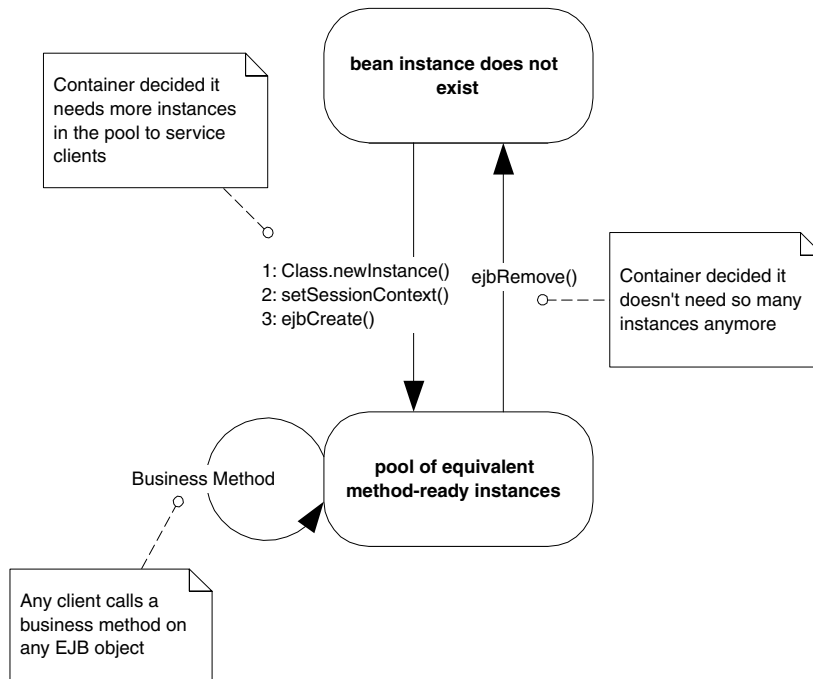 bean instance does not
exist
Container decided it
needs more instances
in the pool to service
clients
1: Class.newInstance()
2: setSessionContext()
3: ejbCreate()
ejbRemove()
Container decided it
doesn't need so many
instances anymore
pool of equivalent
method-ready instances
Business Method
Any client calls a
business method on
any EJB object